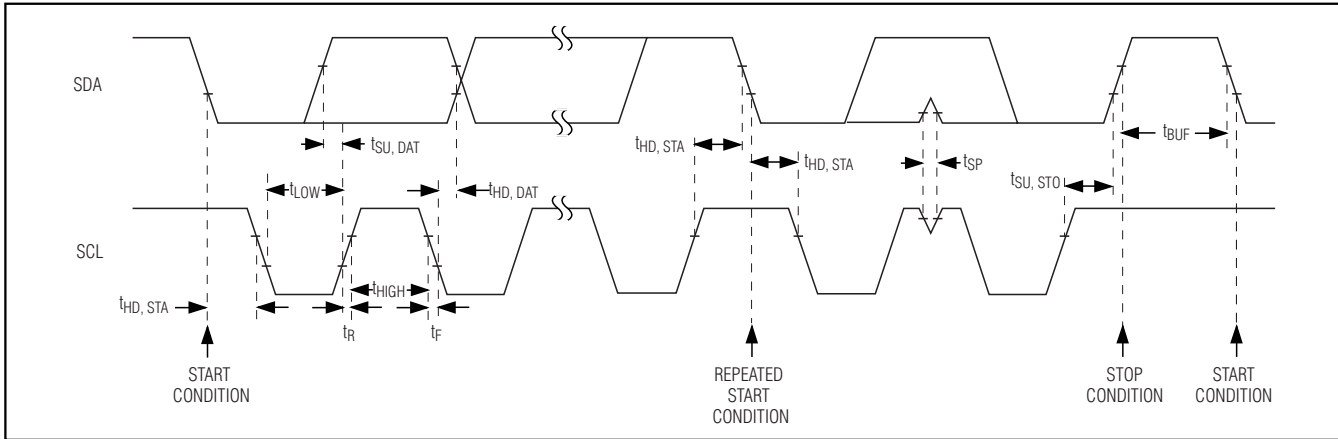 SDA
tSU, DAT
tHD, STA
tHD, STA
tSP
tBUF
tSU, STO
tLOW
tHD, DAT
SCL
tHD, STA
tHIGH
tR
tF
START
CONDITION
REPEATED
START
CONDITION
STOP
CONDITION
START
CONDITION